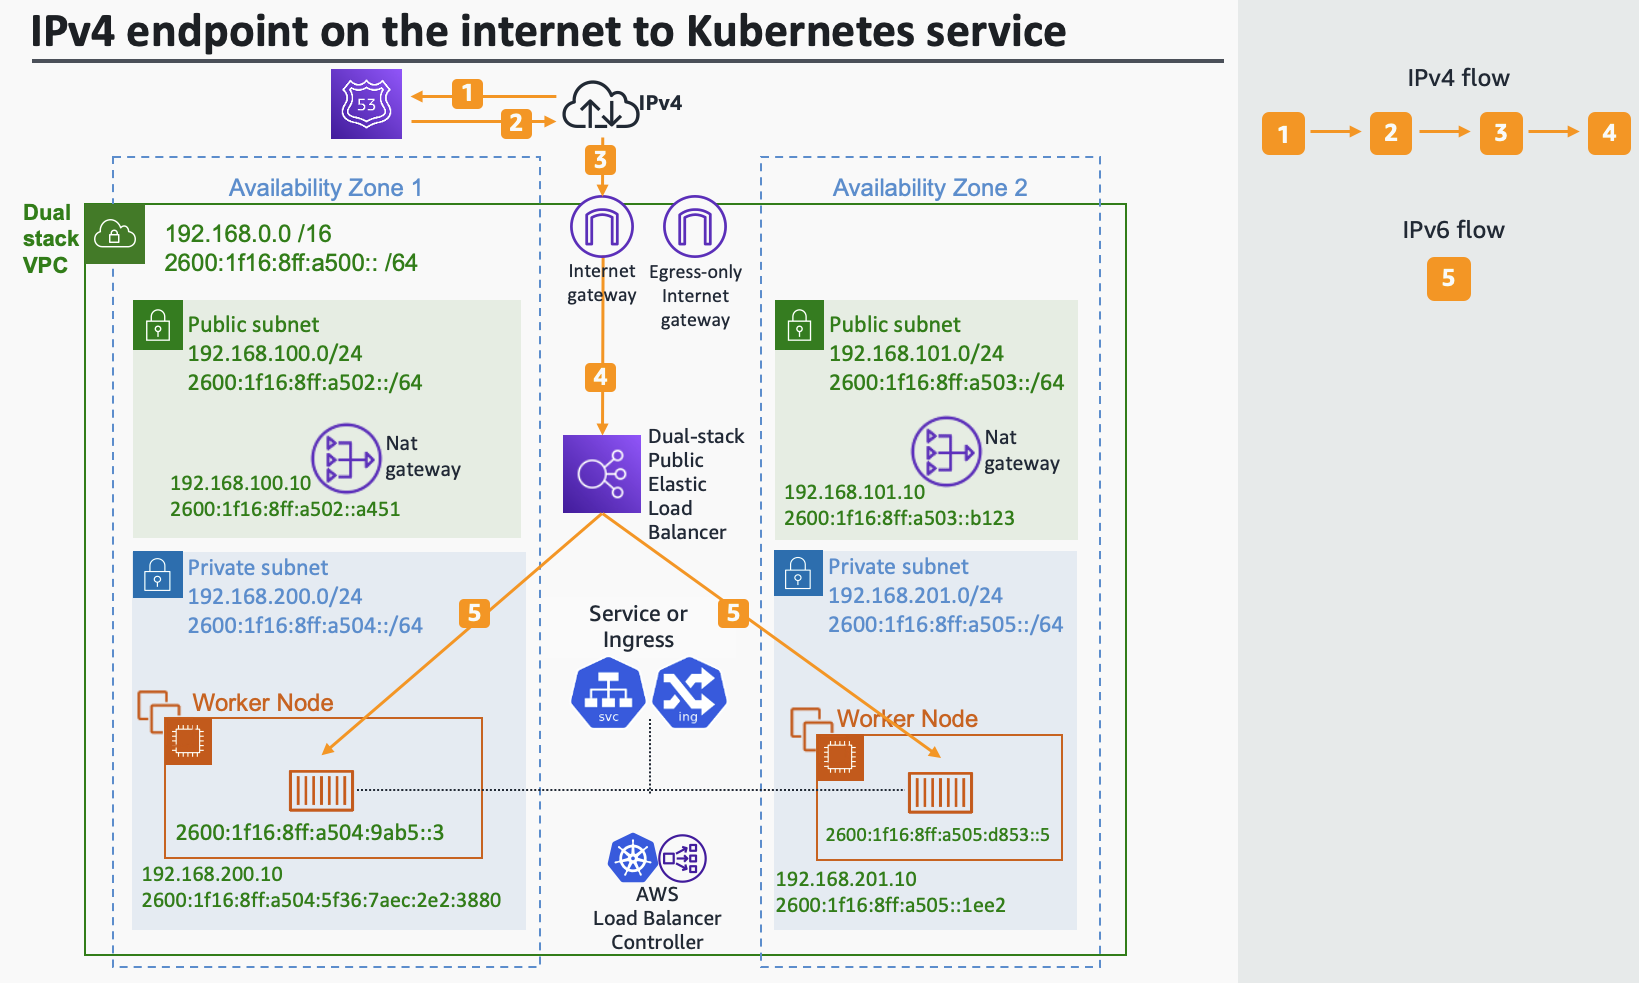 IPv4 endpoint on the internet to Kubernetes service
53
1
2
IPv4
3
Availability Zone 1
Availability Zone 2
Dual
stack
VPC
192.168.0.0 /16
2600:1f16:8ff:a500:: /64
Internet
gateway
Egress-only
Internet
gateway
Public subnet
192.168.100.0/24
2600:1f16:8ff:a502::/64
Nat
gateway
192.168.100.10
2600:1f16:8ff:a502::a451
4
Dual-stack
Public
Elastic
Load
Balancer
Public subnet
192.168.101.0/24
2600:1f16:8ff:a503::/64
Nat
gateway
192.168.101.10
2600:1f16:8ff:a503::b123
Private subnet
192.168.200.0/24
2600:1f16:8ff:a504::/64
5
Service or
Ingress
svc
ing
5
Private subnet
192.168.201.0/24
2600:1f16:8ff:a505::/64
Worker Node
2600:1f16:8ff:a504:9ab5::3
192.168.200.10
2600:1f16:8ff:a504:5f36:7aec:2e2:3880
Worker Node
2600:1f16:8ff:a505:d853::5
192.168.201.10
2600:1f16:8ff:a505::1ee2
AWS
Load Balancer
Controller
IPv4 flow
1 2 3 4
IPv6 flow
5